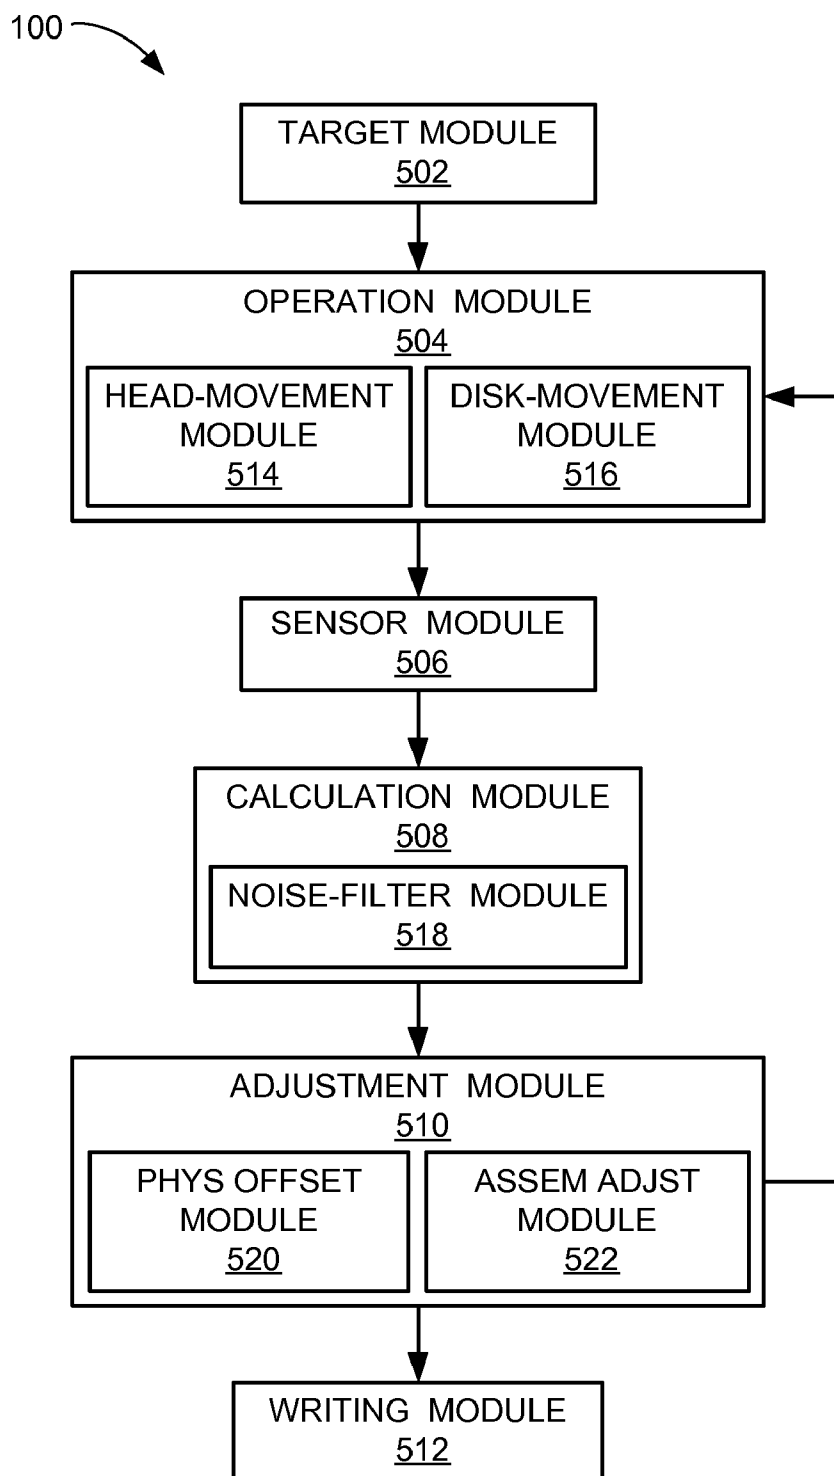 100
TARGET MODULE
502
OPERATION MODULE
504
HEAD-MOVEMENT
MODULE
514
DISK-MOVEMENT
MODULE
516
SENSOR MODULE
506
CALCULATION MODULE
508
NOISE-FILTER MODULE
518
ADJUSTMENT MODULE
510
PHYS OFFSET
MODULE
520
ASSEM ADJST
MODULE
522
WRITING MODULE
512